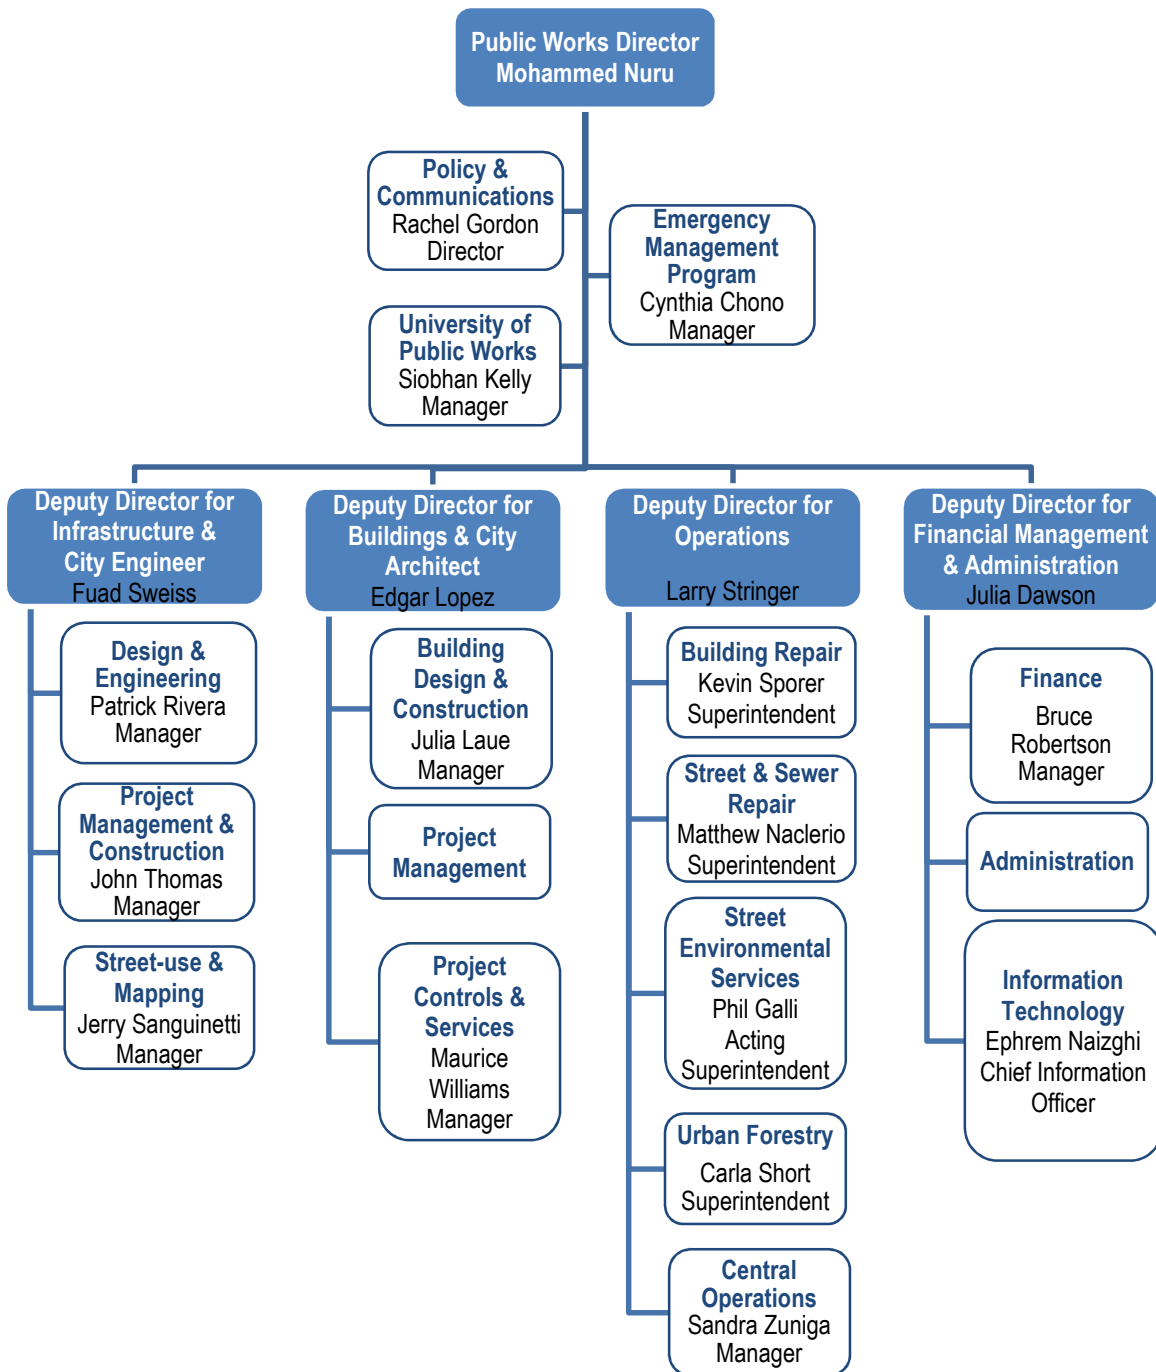 Public Works Director
Mohammed Nuru
Policy &
Communications
Rachel Gordon
Director
Emergency
Management
Program
Cynthia Chono
Manager
University of
Public Works
Siobhan Kelly
Manager
Deputy Director for
Infrastructure &
City Engineer
Fuad Sweiss
Design &
Engineering
Patrick Rivera
Manager
Project
Management &
Construction
John Thomas
Manager
Street-use &
Mapping
Jerry Sanguinetti
Manager
Deputy Director for
Buildings & City
Architect
Edgar Lopez
Building
Design &
Construction
Julia Laue
Manager
Project
Management
Project
Controls &
Services
Maurice
Williams
Manager
Deputy Director for
Operations
Larry Stringer
Building Repair
Kevin Sporer
Superintendent
Street & Sewer
Repair
Matthew Naclerio
Superintendent
Street
Environmental
Services
Phil Galli
Acting
Superintendent
Urban Forestry
Carla Short
Superintendent
Central
Operations
Sandra Zuniga
Manager
Deputy Director for
Financial Management
& Administration
Julia Dawson
Finance
Bruce
Robertson
Manager
Administration
Information
Technology
Ephrem Naizghi
Chief Information
Officer